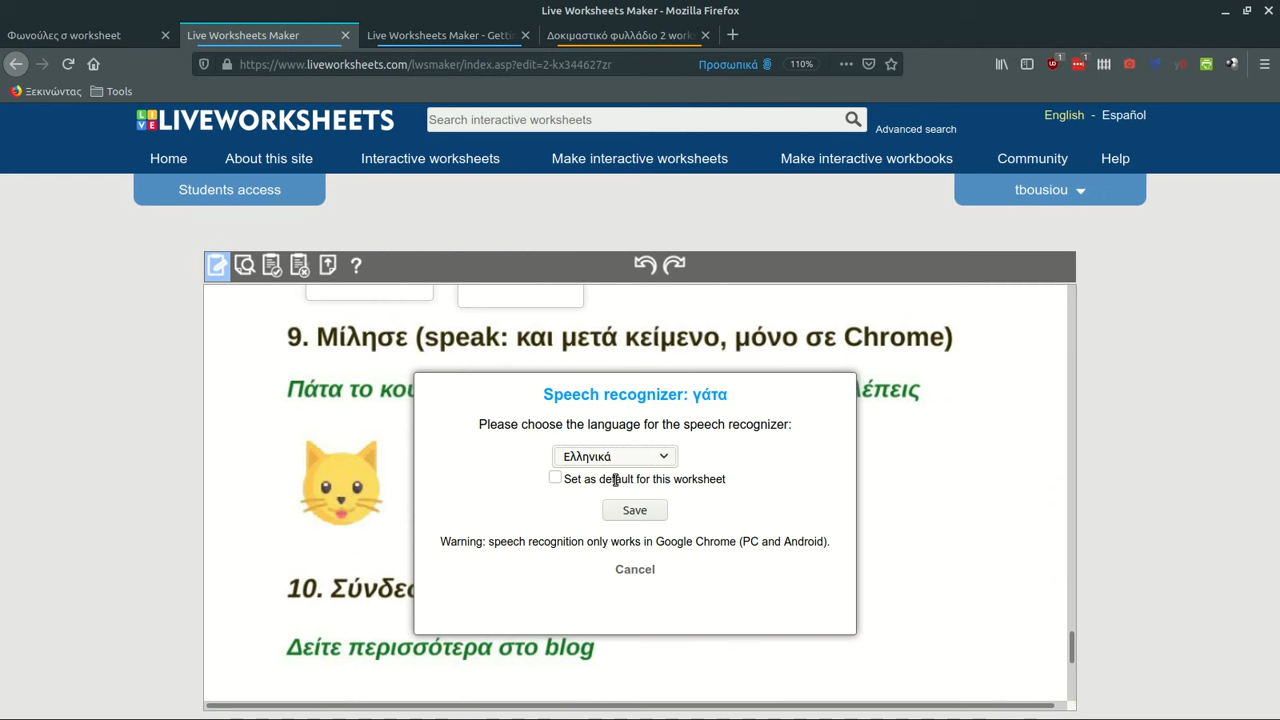 Live Worksheets Maker - Mozilla Firefox
Φωνούλες σ worksheet
Live Worksheets Maker
Live Worksheets Maker - Getti
Δοκιμαστικό φυλλάδιο 2 work
https://www.liveworksheets.com/lwsmaker/index.asp?edit=2-kx344627zr
Προσωπικά
110%
Ξεκινώντας
Tools
LIVEWORKSHEETS
Search interactive worksheets
Advanced search
English - Español
Home
About this site
Interactive worksheets
Make interactive worksheets
Make interactive workbooks
Community
Help
Students access
tbousiou
?
9. Μίλησε (speak: και μετά κείμενο, μόνο σε Chrome)
Πάτα το κου
λέπεις
Speech recognizer: γάτα
Please choose the language for the speech recognizer:
Ελληνικά
Set as default for this worksheet
Save
Warning: speech recognition only works in Google Chrome (PC and Android).
Cancel
10. Σύνδεσ
Δείτε περισσότερα στο blog